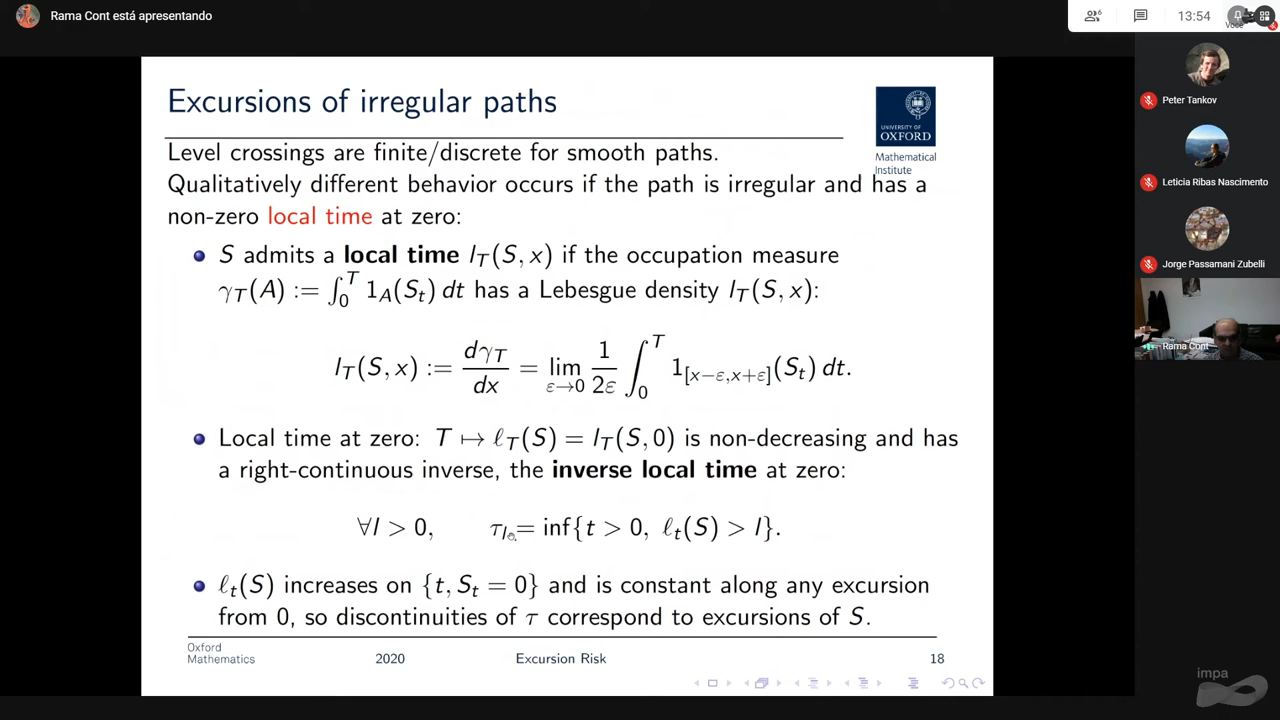 Rama Cont está apresentando
6
13:54
Você
Excursions of irregular paths
UNIVERSITY OF
OXFORD
Mathematical
Institute
Level crossings are finite/discrete for smooth paths.
Qualitatively different behavior occurs if the path is irregular and has a
non-zero local time at zero:
S admits a local time l_T(S, x) if the occupation measure
γ_T(A) := ∫_0^T 1_A(S_t) dt has a Lebesgue density l_T(S, x):
l_T(S, x) := dγ_T/dx = lim_{ε→0} 1/2ε ∫_0^T 1_{[x−ε,x+ε]}(S_t) dt.
Local time at zero: T ↦ ℓ_T(S) = l_T(S, 0) is non-decreasing and has
a right-continuous inverse, the inverse local time at zero:
∀l > 0, τ_l = inf{t > 0, ℓ_t(S) > l}.
ℓ_t(S) increases on {t, S_t = 0} and is constant along any excursion
from 0, so discontinuities of τ correspond to excursions of S.
Oxford
Mathematics
2020
Excursion Risk
18
Peter Tankov
Leticia Ribas Nascimento
Jorge Passamani Zubelli
Rama Cont
impa